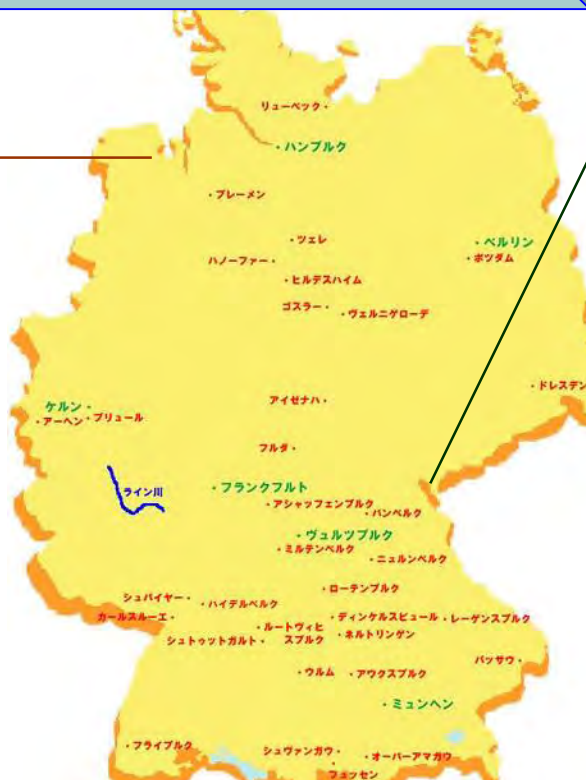 リューベック
ハンブルク
ブレーメン
ツェレ
ベルリン
ハノーファー
ポツダム
ヒルデスハイム
ゴスラー
ヴェルニゲローデ
ドレスデン
アイゼナハ
ケルン
ブリュール
アーヘン
フルダ
フランクフルト
ライン川
アシャッフェンブルク
バンベルク
ヴュルツブルク
ミルテンベルク
ニュルンベルク
ローテンブルク
シュパイヤー
ハイデルベルク
カールスルーエ
ディンケルスビュール
レーゲンスブルク
ルートヴィヒ
スブルク
ネルトリンゲン
シュトゥットガルト
パッサウ
ウルム
アウクスブルク
ミュンヘン
フライブルク
シュヴァンガウ
オーバーアマガウ
フュッセン